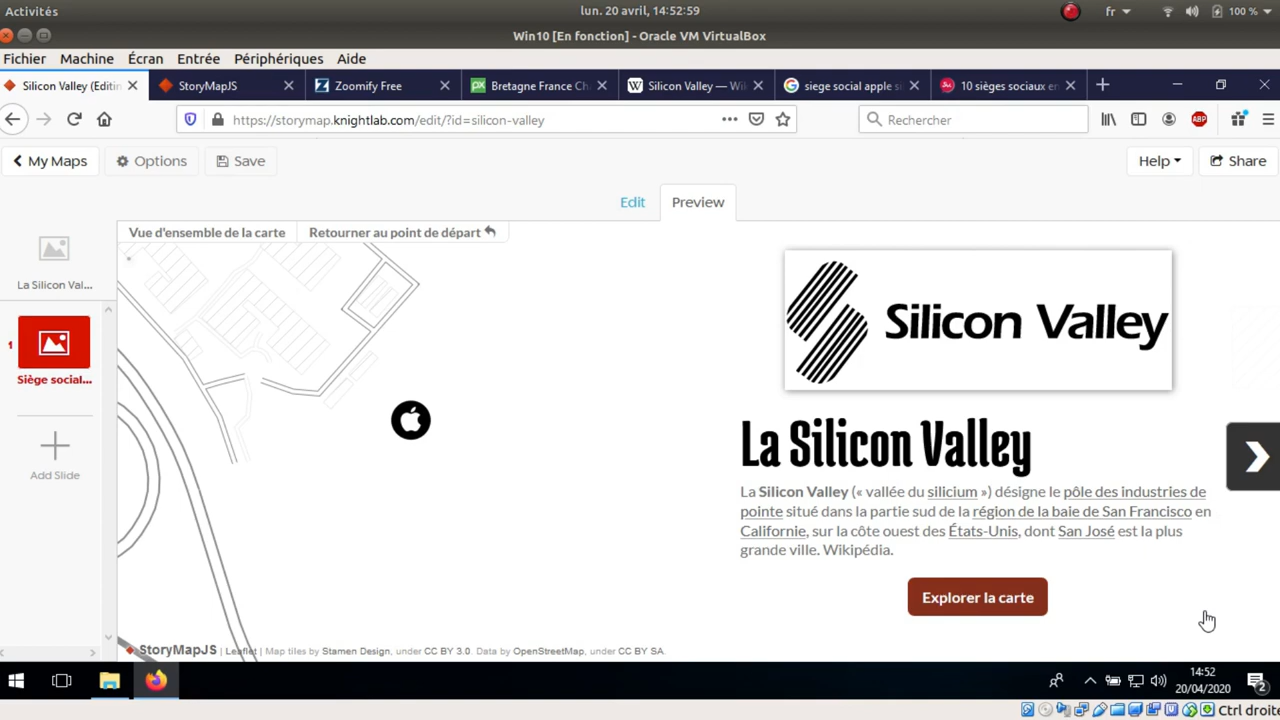 Activités
lun. 20 avril, 14:52:59
fr
100 %
Win10 [En fonction] - Oracle VM VirtualBox
Fichier Machine Écran Entrée Périphériques Aide
Silicon Valley (Editin
StoryMapJS
Zoomify Free
Bretagne France Ch
Silicon Valley — Wi
siege social apple s
10 sièges sociaux e
https://storymap.knightlab.com/edit/?id=silicon-valley
Rechercher
ABP
My Maps
Options
Save
Help
Share
Edit
Preview
Vue d'ensemble de la carte
Retourner au point de départ
La Silicon Val...
1
Siège social...
Add Slide
Silicon Valley
La Silicon Valley
La Silicon Valley (« vallée du silicium ») désigne le pôle des industries de
pointe situé dans la partie sud de la région de la baie de San Francisco en
Californie, sur la côte ouest des États-Unis, dont San José est la plus
grande ville. Wikipédia.
Explorer la carte
StoryMapJS | Leaflet | Map tiles by Stamen Design, under CC BY 3.0. Data by OpenStreetMap, under CC BY SA.
14:52
20/04/2020
2
Ctrl droite